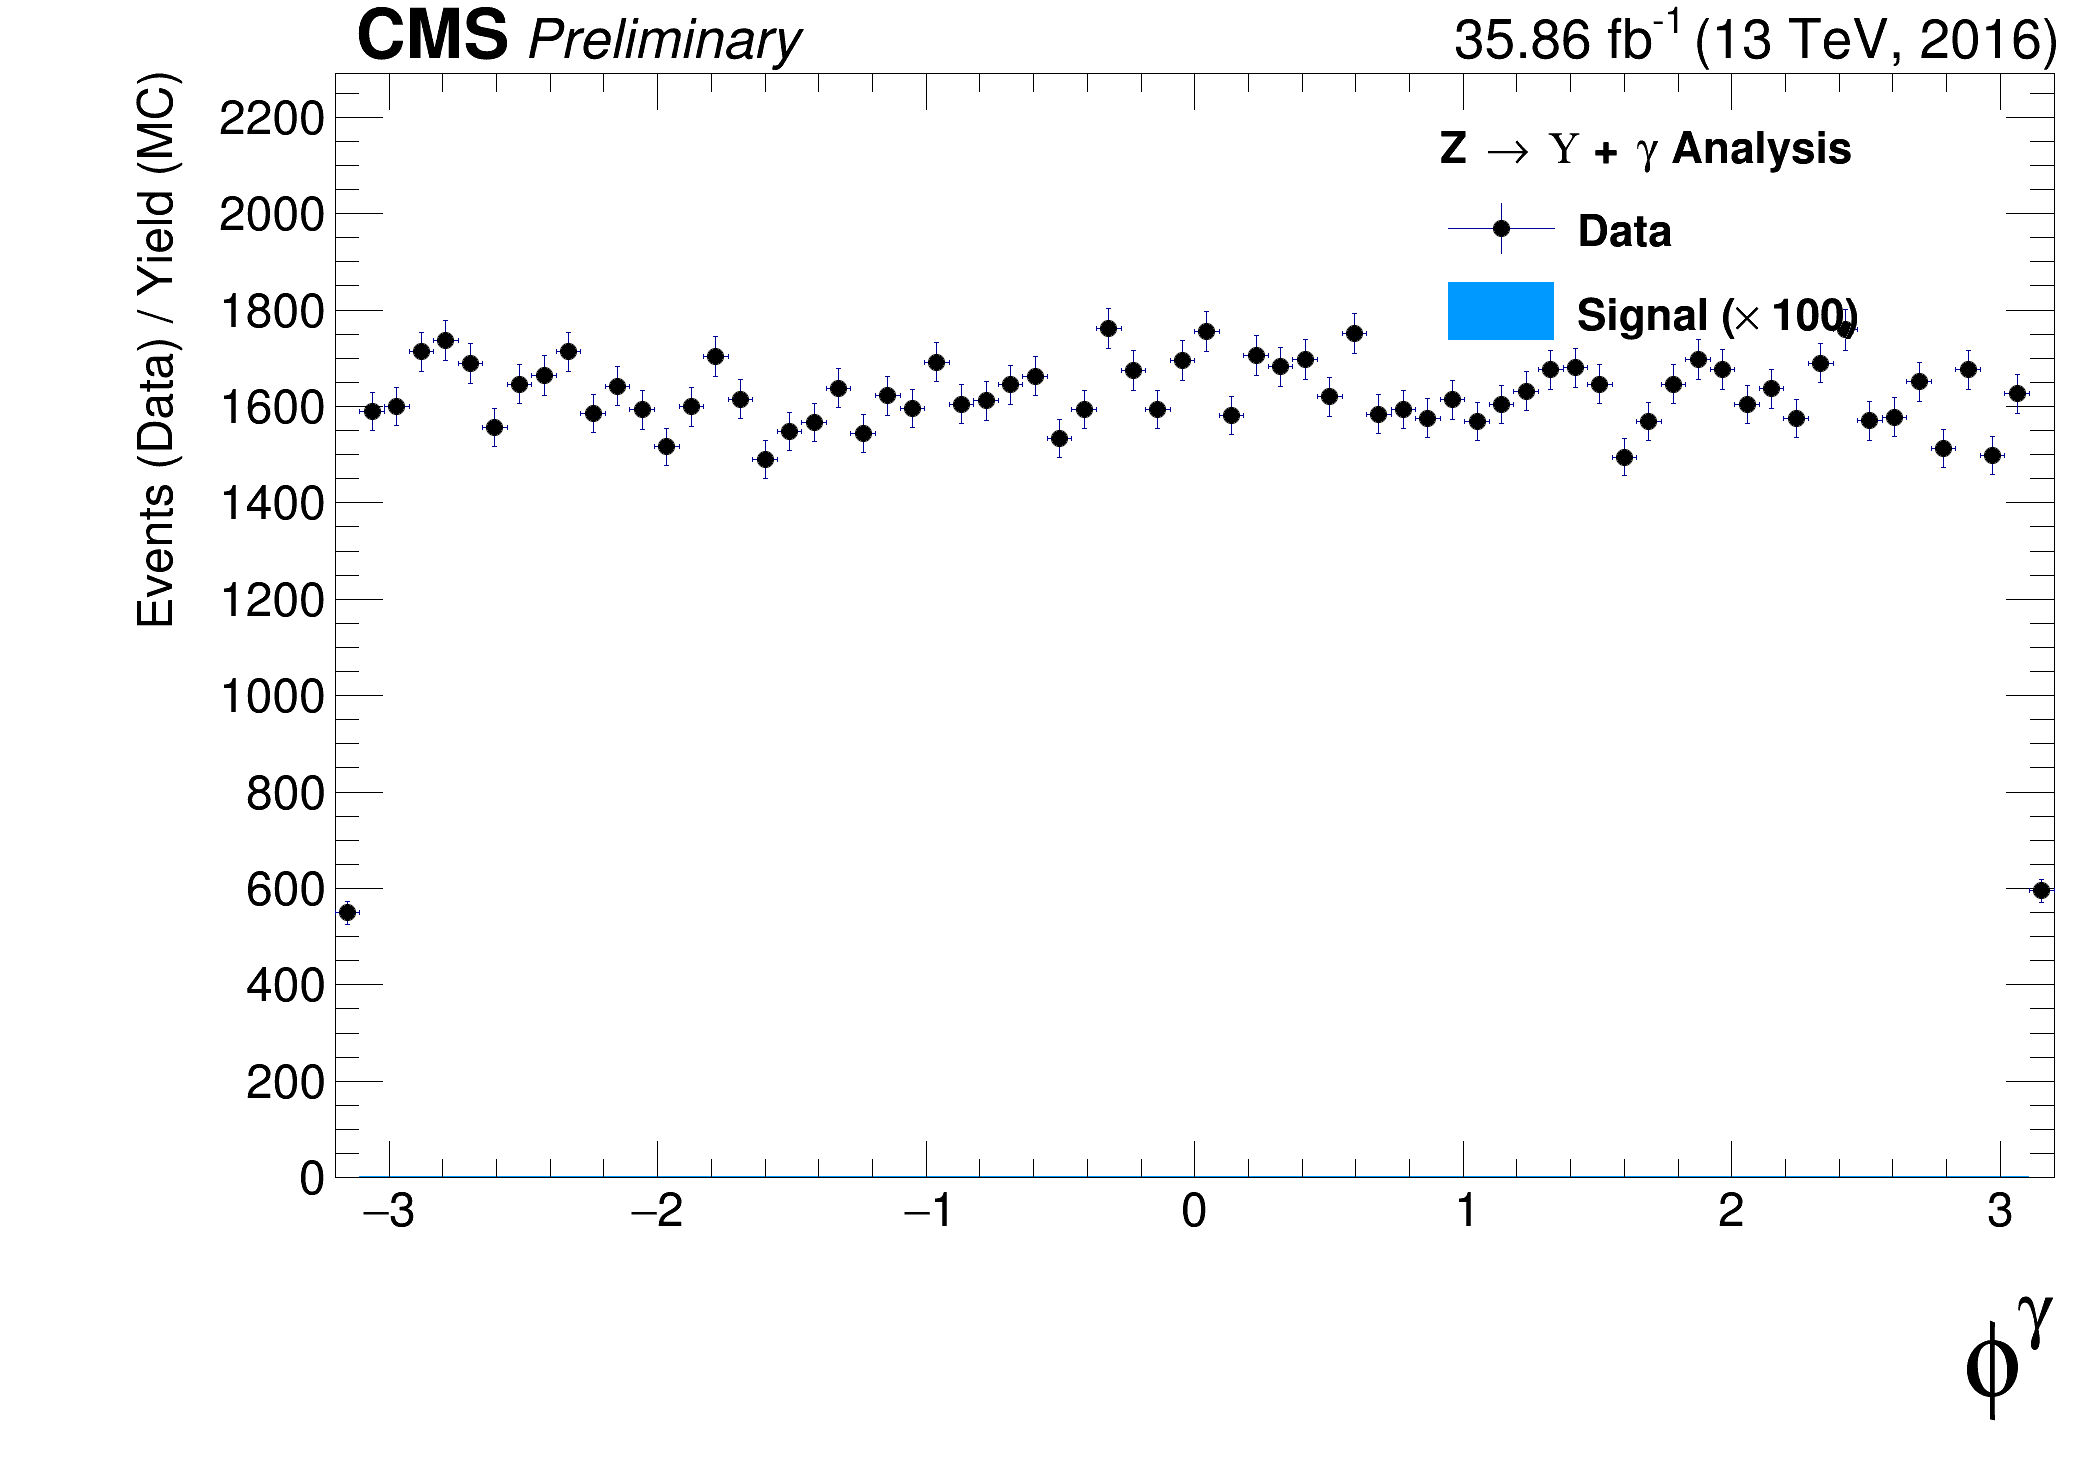 CMS Preliminary
35.86 fb⁻¹ (13 TeV, 2016)
Events (Data) / Yield (MC)
Z → Υ + γ Analysis
Data
Signal (× 100)
2200
2000
1800
1600
1400
1200
1000
800
600
400
200
0
−3 −2 −1 0 1 2 3
ϕ^γ